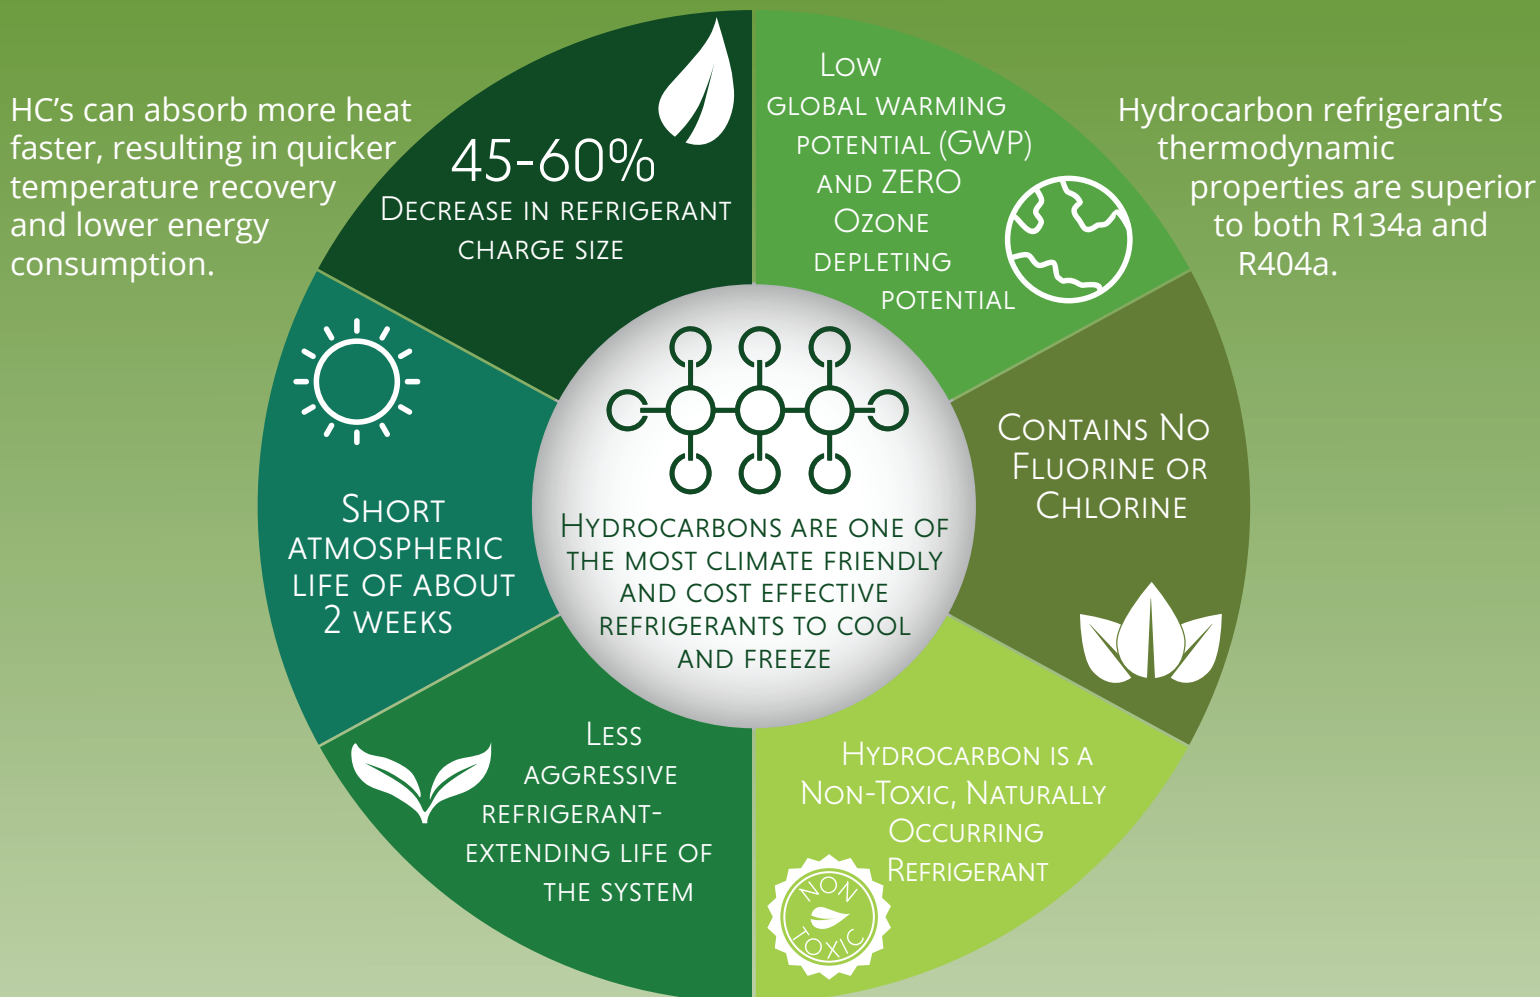 HC's can absorb more heat
faster, resulting in quicker
temperature recovery
and lower energy
consumption.
45-60%
Decrease in refrigerant
charge size
Low
global warming
potential (GWP)
and ZERO
Ozone
depleting
potential
Hydrocarbon refrigerant's
thermodynamic
properties are superior
to both R134a and
R404a.
Contains No
Fluorine or
Chlorine
Hydrocarbon is a
Non-Toxic, Naturally
Occurring
Refrigerant
NON
TOXIC
Less
aggressive
refrigerant-
extending life of
the system
Short
atmospheric
life of about
2 weeks
Hydrocarbons are one of
the most climate friendly
and cost effective
refrigerants to cool
and freeze